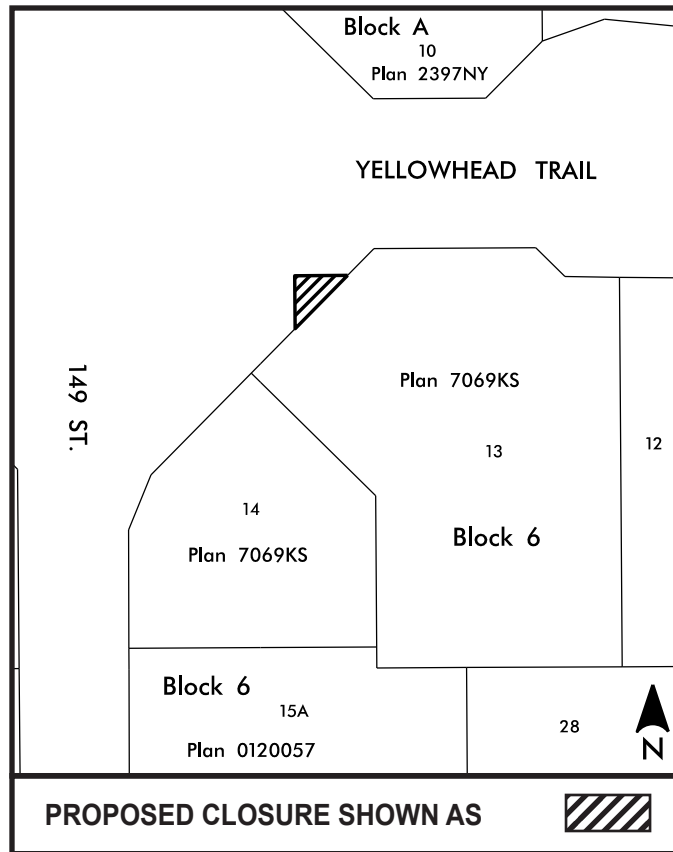 Block A
10
Plan 2397NY
YELLOWHEAD TRAIL
149 ST.
Plan 7069KS
13
12
14
Plan 7069KS
Block 6
Block 6
15A
Plan 0120057
28
N
PROPOSED CLOSURE SHOWN AS